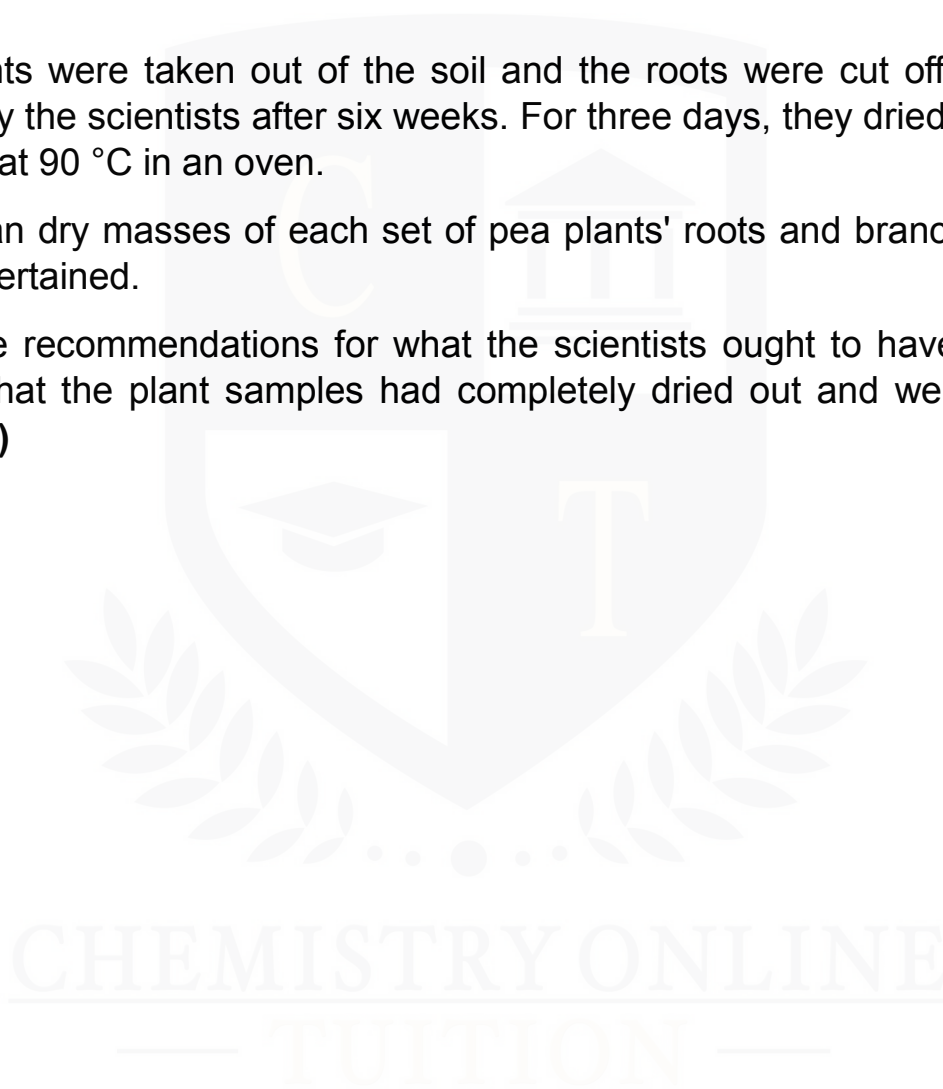 ts were taken out of the soil and the roots were cut off
y the scientists after six weeks. For three days, they dried
at 90 °C in an oven.
n dry masses of each set of pea plants' roots and branc
ertained.
e recommendations for what the scientists ought to have
hat the plant samples had completely dried out and we
)
C
T
CHEMISTRY ONLINE
TUITION